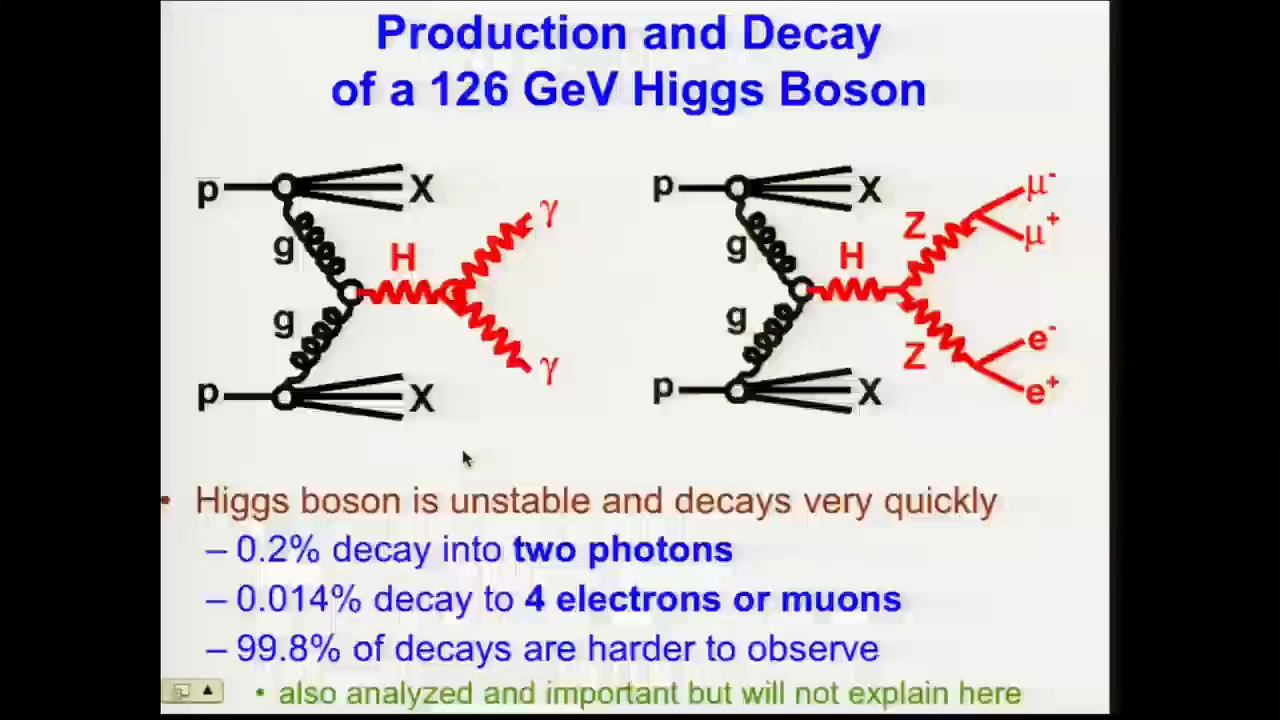 Production and Decay
of a 126 GeV Higgs Boson
p
X
g
H
γ
g
γ
p
X
p
X
g
Z
μ-
μ+
H
g
Z
e-
e+
p
X
• Higgs boson is unstable and decays very quickly
– 0.2% decay into two photons
– 0.014% decay to 4 electrons or muons
– 99.8% of decays are harder to observe
• also analyzed and important but will not explain here